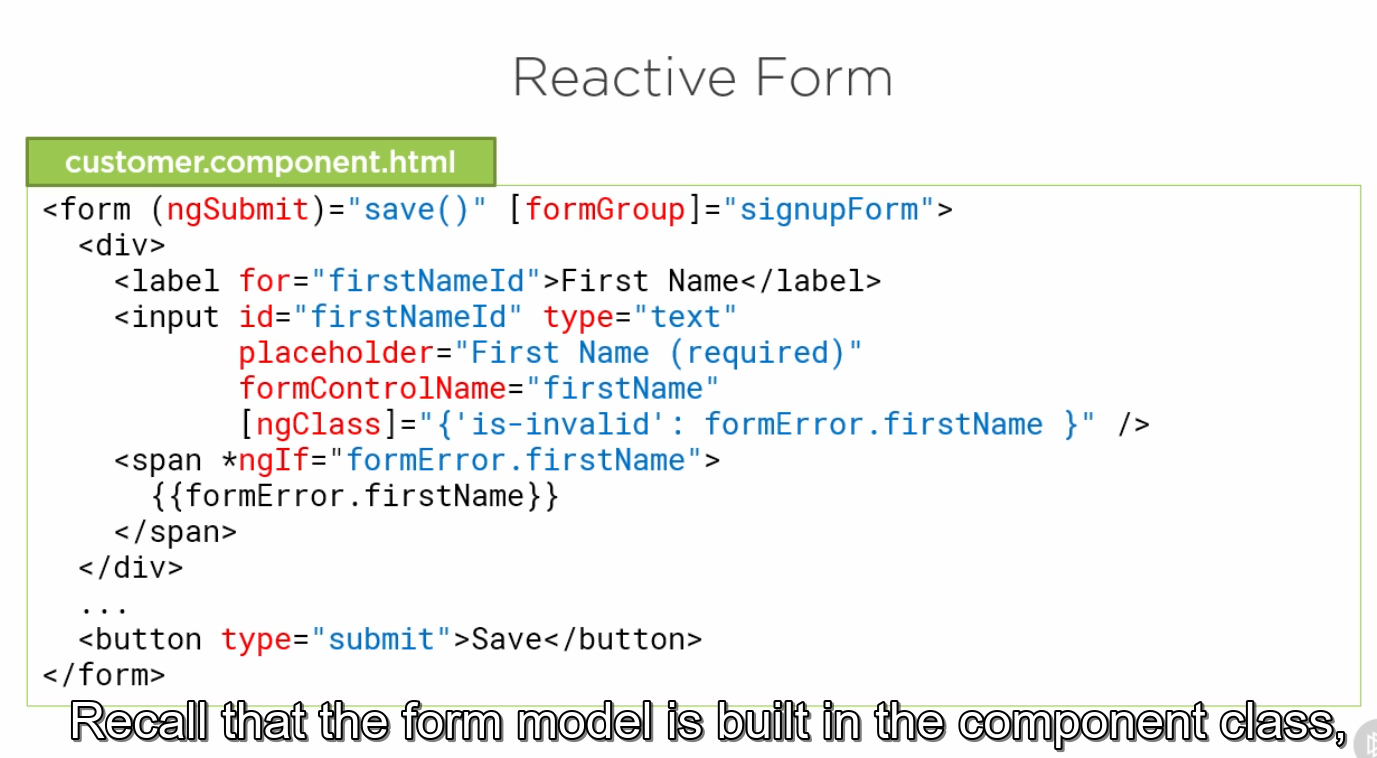 Reactive Form
customer.component.html
<form (ngSubmit)="save()" [formGroup]="signupForm">
<div>
<label for="firstNameId">First Name</label>
<input id="firstNameId" type="text"
placeholder="First Name (required)"
formControlName="firstName"
[ngClass]="{'is-invalid': formError.firstName }" />
<span *ngIf="formError.firstName">
{{formError.firstName}}
</span>
</div>
...
<button type="submit">Save</button>
</form>
Recall that the form model is built in the component class,